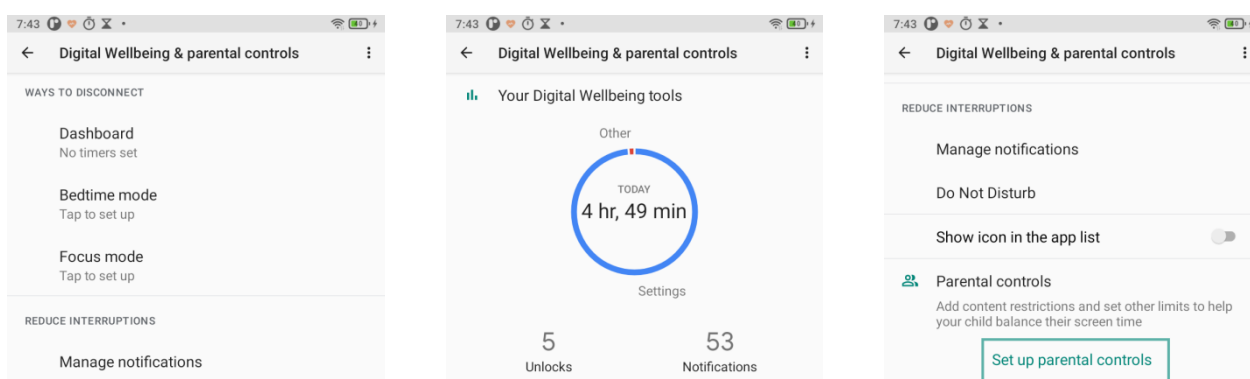 7:43
Digital Wellbeing & parental controls
WAYS TO DISCONNECT
Dashboard
No timers set
Bedtime mode
Tap to set up
Focus mode
Tap to set up
REDUCE INTERRUPTIONS
Manage notifications
7:43
Digital Wellbeing & parental controls
Your Digital Wellbeing tools
Other
TODAY
4 hr, 49 min
Settings
5
Unlocks
53
Notifications
7:43
Digital Wellbeing & parental controls
REDUCE INTERRUPTIONS
Manage notifications
Do Not Disturb
Show icon in the app list
Parental controls
Add content restrictions and set other limits to help
your child balance their screen time
Set up parental controls